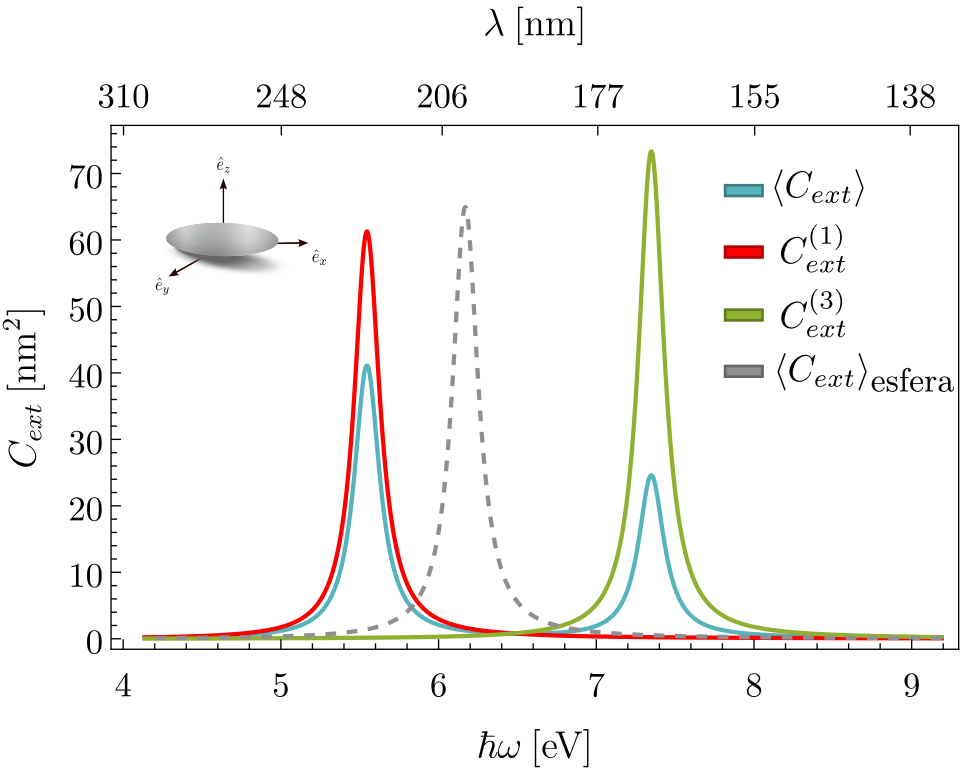 λ [nm]
310 248 206 177 155 138
70
60
50
40
30
20
10
0
C_ext [nm²]
ê_z
ê_x
ê_y
⟨C_ext⟩
C_ext^(1)
C_ext^(3)
⟨C_ext⟩_esfera
4 5 6 7 8 9
ħω [eV]